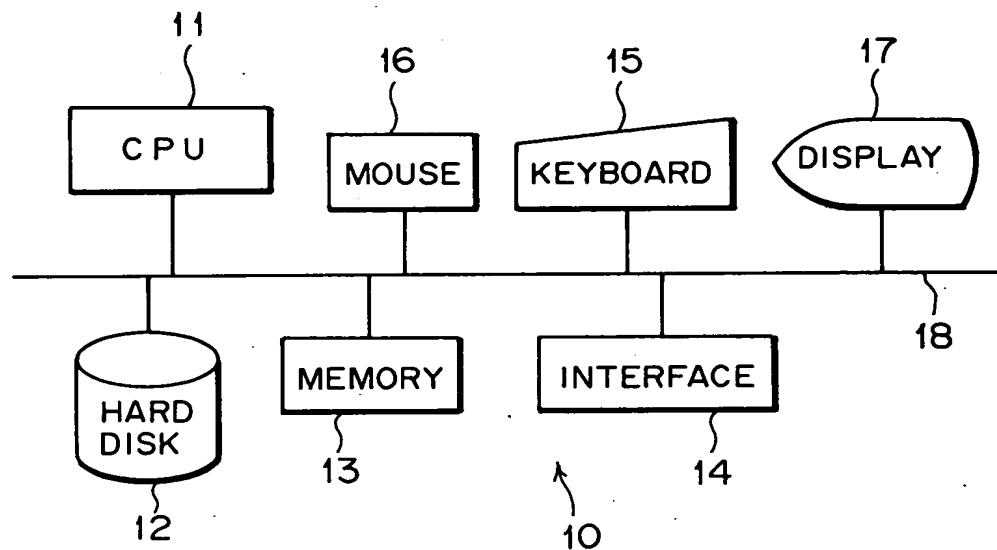 11
16
15
17
CPU
MOUSE
KEYBOARD
DISPLAY
18
HARD
DISK
MEMORY
INTERFACE
12
13
14
10